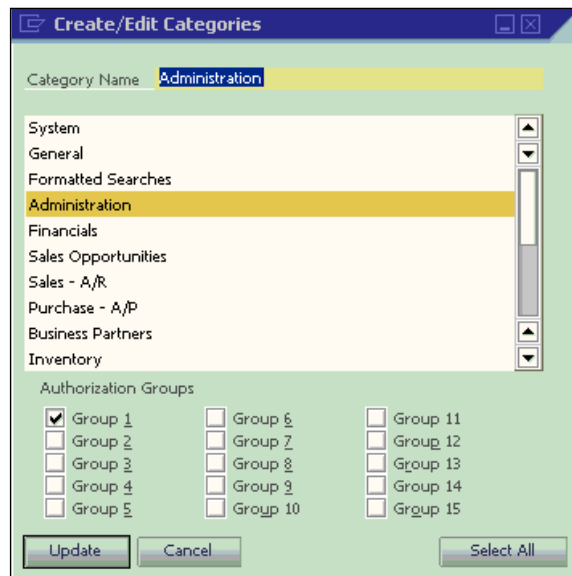 Create/Edit Categories
Category Name Administration
System
General
Formatted Searches
Administration
Financials
Sales Opportunities
Sales - A/R
Purchase - A/P
Business Partners
Inventory
Authorization Groups
Group 1 Group 6 Group 11
Group 2 Group 7 Group 12
Group 3 Group 8 Group 13
Group 4 Group 9 Group 14
Group 5 Group 10 Group 15
Update Cancel Select All